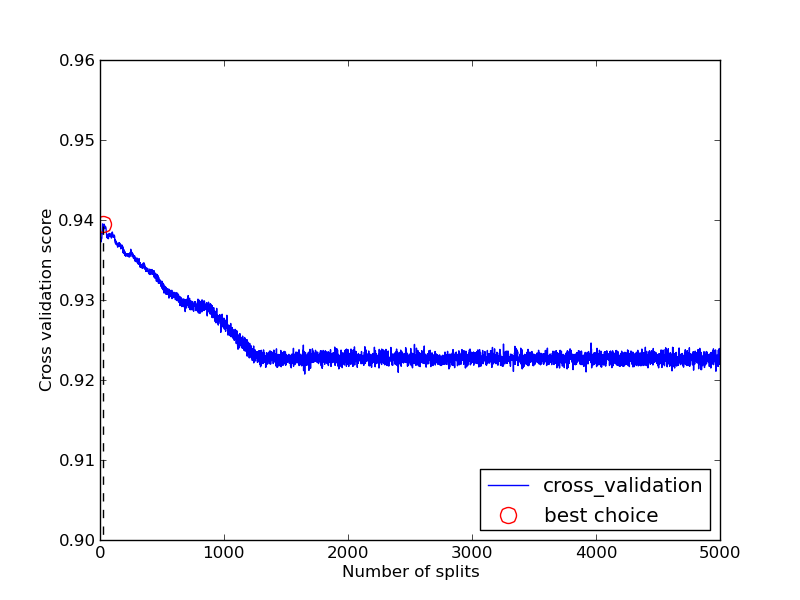 0.96
0.95
0.94
0.93
0.92
0.91
0.90
Cross validation score
cross_validation
best choice
0 1000 2000 3000 4000 5000
Number of splits